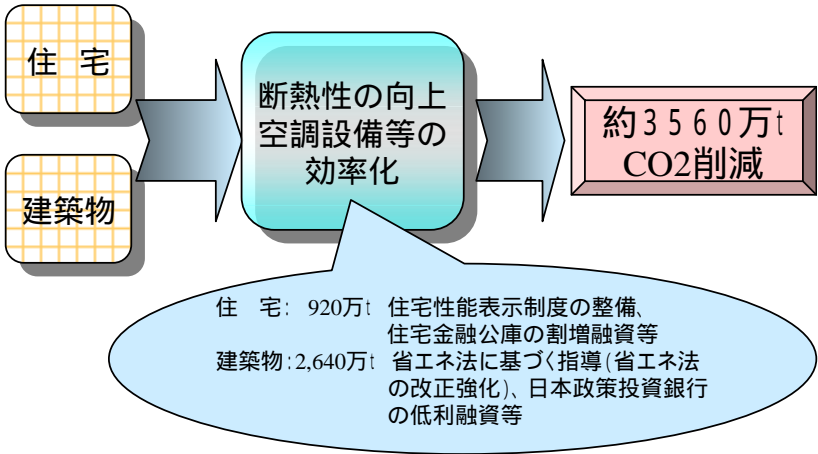 住 宅
建築物
断熱性の向上
空調設備等の
効率化
約3560万t
CO2削減
住 宅: 920万t 住宅性能表示制度の整備、
住宅金融公庫の割増融資等
建築物:2,640万t 省エネ法に基づく指導(省エネ法
の改正強化)、日本政策投資銀行
の低利融資等